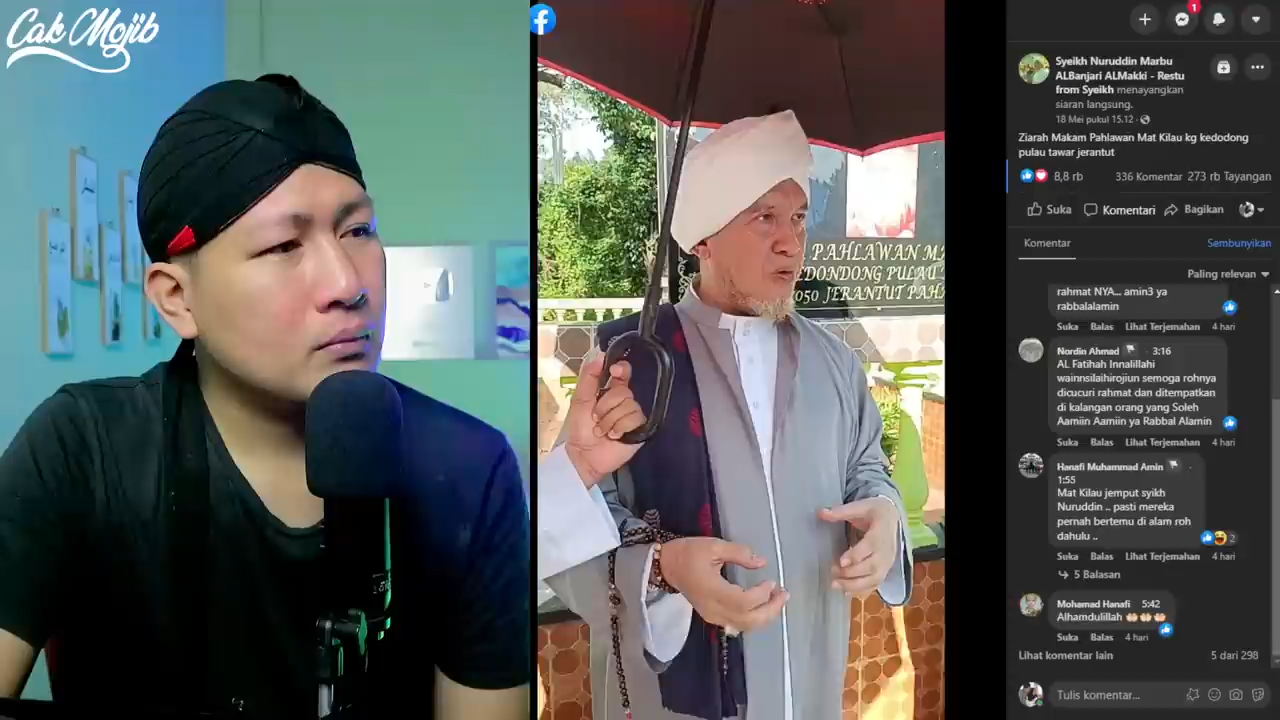 Cak Mojib
PAHLAWAN MA
EDONDONG PULAU
050 JERANTUT PAHA
1
Syeikh Nuruddin Marbu
ALBanjari ALMakki - Restu
from Syeikh menayangkan
siaran langsung.
18 Mei pukul 15.12 ·
Ziarah Makam Pahlawan Mat Kilau kg kedodong
pulau tawar jerantut
8,8 rb 336 Komentar 273 rb Tayangan
Suka Komentari Bagikan
Komentar Sembunyikan
Paling relevan
rahmat NYA... amin3 ya
rabbalalamin
Suka Balas Lihat Terjemahan 4 hari
Nordin Ahmad · 3:16
AL Fatihah Innalillahi
wainnsilaihirojiun semoga rohnya
dicucuri rahmat dan ditempatkan
di kalangan orang yang Soleh
Aamiin Aamiin ya Rabbal Alamin
Suka Balas Lihat Terjemahan 4 hari
Hanafi Muhammad Amin ·
1:55
Mat Kilau jemput syikh
Nuruddin .. pasti mereka
pernah bertemu di alam roh
dahulu ..
2
Suka Balas Lihat Terjemahan 4 hari
5 Balasan
Mohamad Hanafi 5:42
Alhamdulillah 🤲🏻🤲🏻🤲🏻
Suka Balas 4 hari
Lihat komentar lain 5 dari 298
Tulis komentar...